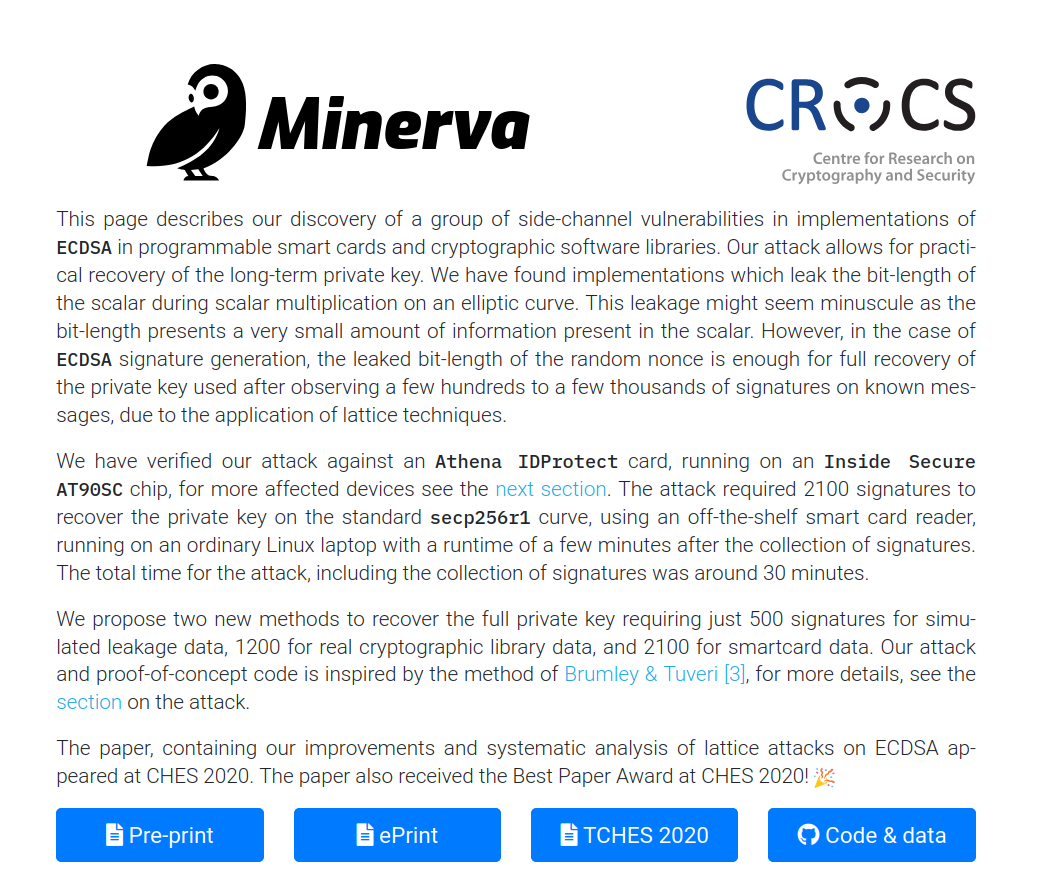 Minerva
CRCS
Centre for Research on
Cryptography and Security
This page describes our discovery of a group of side-channel vulnerabilities in implementations of
ECDSA in programmable smart cards and cryptographic software libraries. Our attack allows for practi-
cal recovery of the long-term private key. We have found implementations which leak the bit-length of
the scalar during scalar multiplication on an elliptic curve. This leakage might seem minuscule as the
bit-length presents a very small amount of information present in the scalar. However, in the case of
ECDSA signature generation, the leaked bit-length of the random nonce is enough for full recovery of
the private key used after observing a few hundreds to a few thousands of signatures on known mes-
sages, due to the application of lattice techniques.
We have verified our attack against an Athena IDProtect card, running on an Inside Secure
AT90SC chip, for more affected devices see the next section. The attack required 2100 signatures to
recover the private key on the standard secp256r1 curve, using an off-the-shelf smart card reader,
running on an ordinary Linux laptop with a runtime of a few minutes after the collection of signatures.
The total time for the attack, including the collection of signatures was around 30 minutes.
We propose two new methods to recover the full private key requiring just 500 signatures for simu-
lated leakage data, 1200 for real cryptographic library data, and 2100 for smartcard data. Our attack
and proof-of-concept code is inspired by the method of Brumley & Tuveri [3], for more details, see the
section on the attack.
The paper, containing our improvements and systematic analysis of lattice attacks on ECDSA ap-
peared at CHES 2020. The paper also received the Best Paper Award at CHES 2020! 🎉
Pre-print
ePrint
TCHES 2020
Code & data